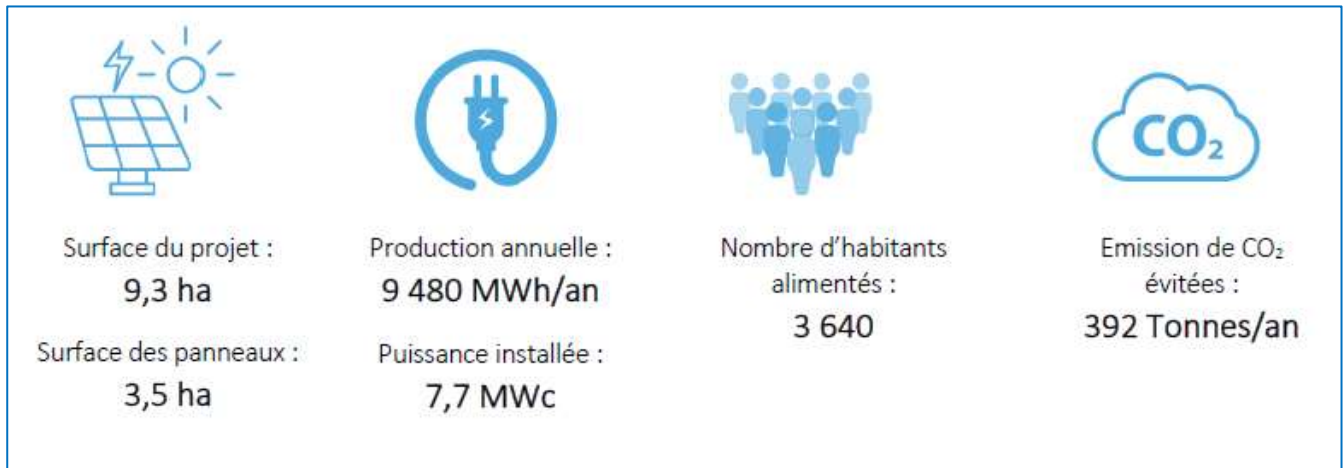 CO₂
Surface du projet :
9,3 ha
Surface des panneaux :
3,5 ha
Production annuelle :
9 480 MWh/an
Puissance installée :
7,7 MWc
Nombre d’habitants
alimentés :
3 640
Emission de CO₂
évitées :
392 Tonnes/an